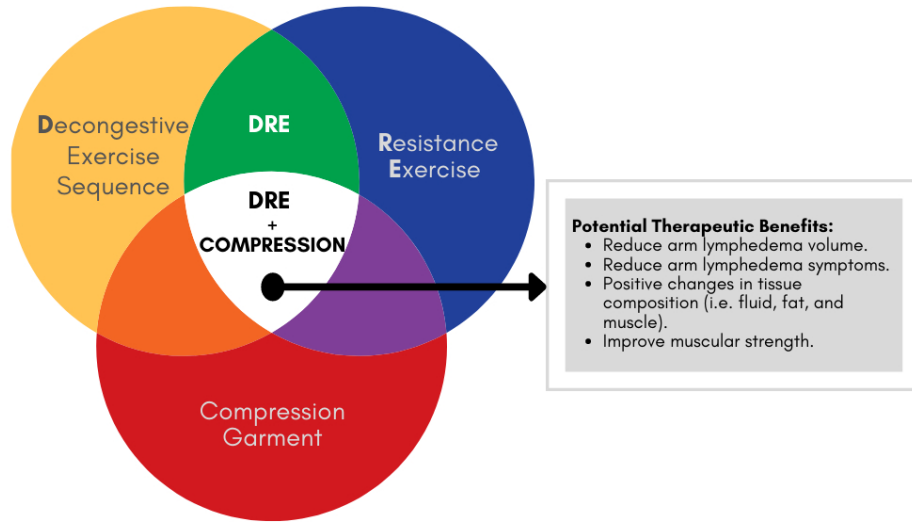 Decongestive
Exercise
Sequence
DRE
Resistance
Exercise
DRE
+
COMPRESSION
Compression
Garment
Potential Therapeutic Benefits:
• Reduce arm lymphedema volume.
• Reduce arm lymphedema symptoms.
• Positive changes in tissue
composition (i.e. fluid, fat, and
muscle).
• Improve muscular strength.